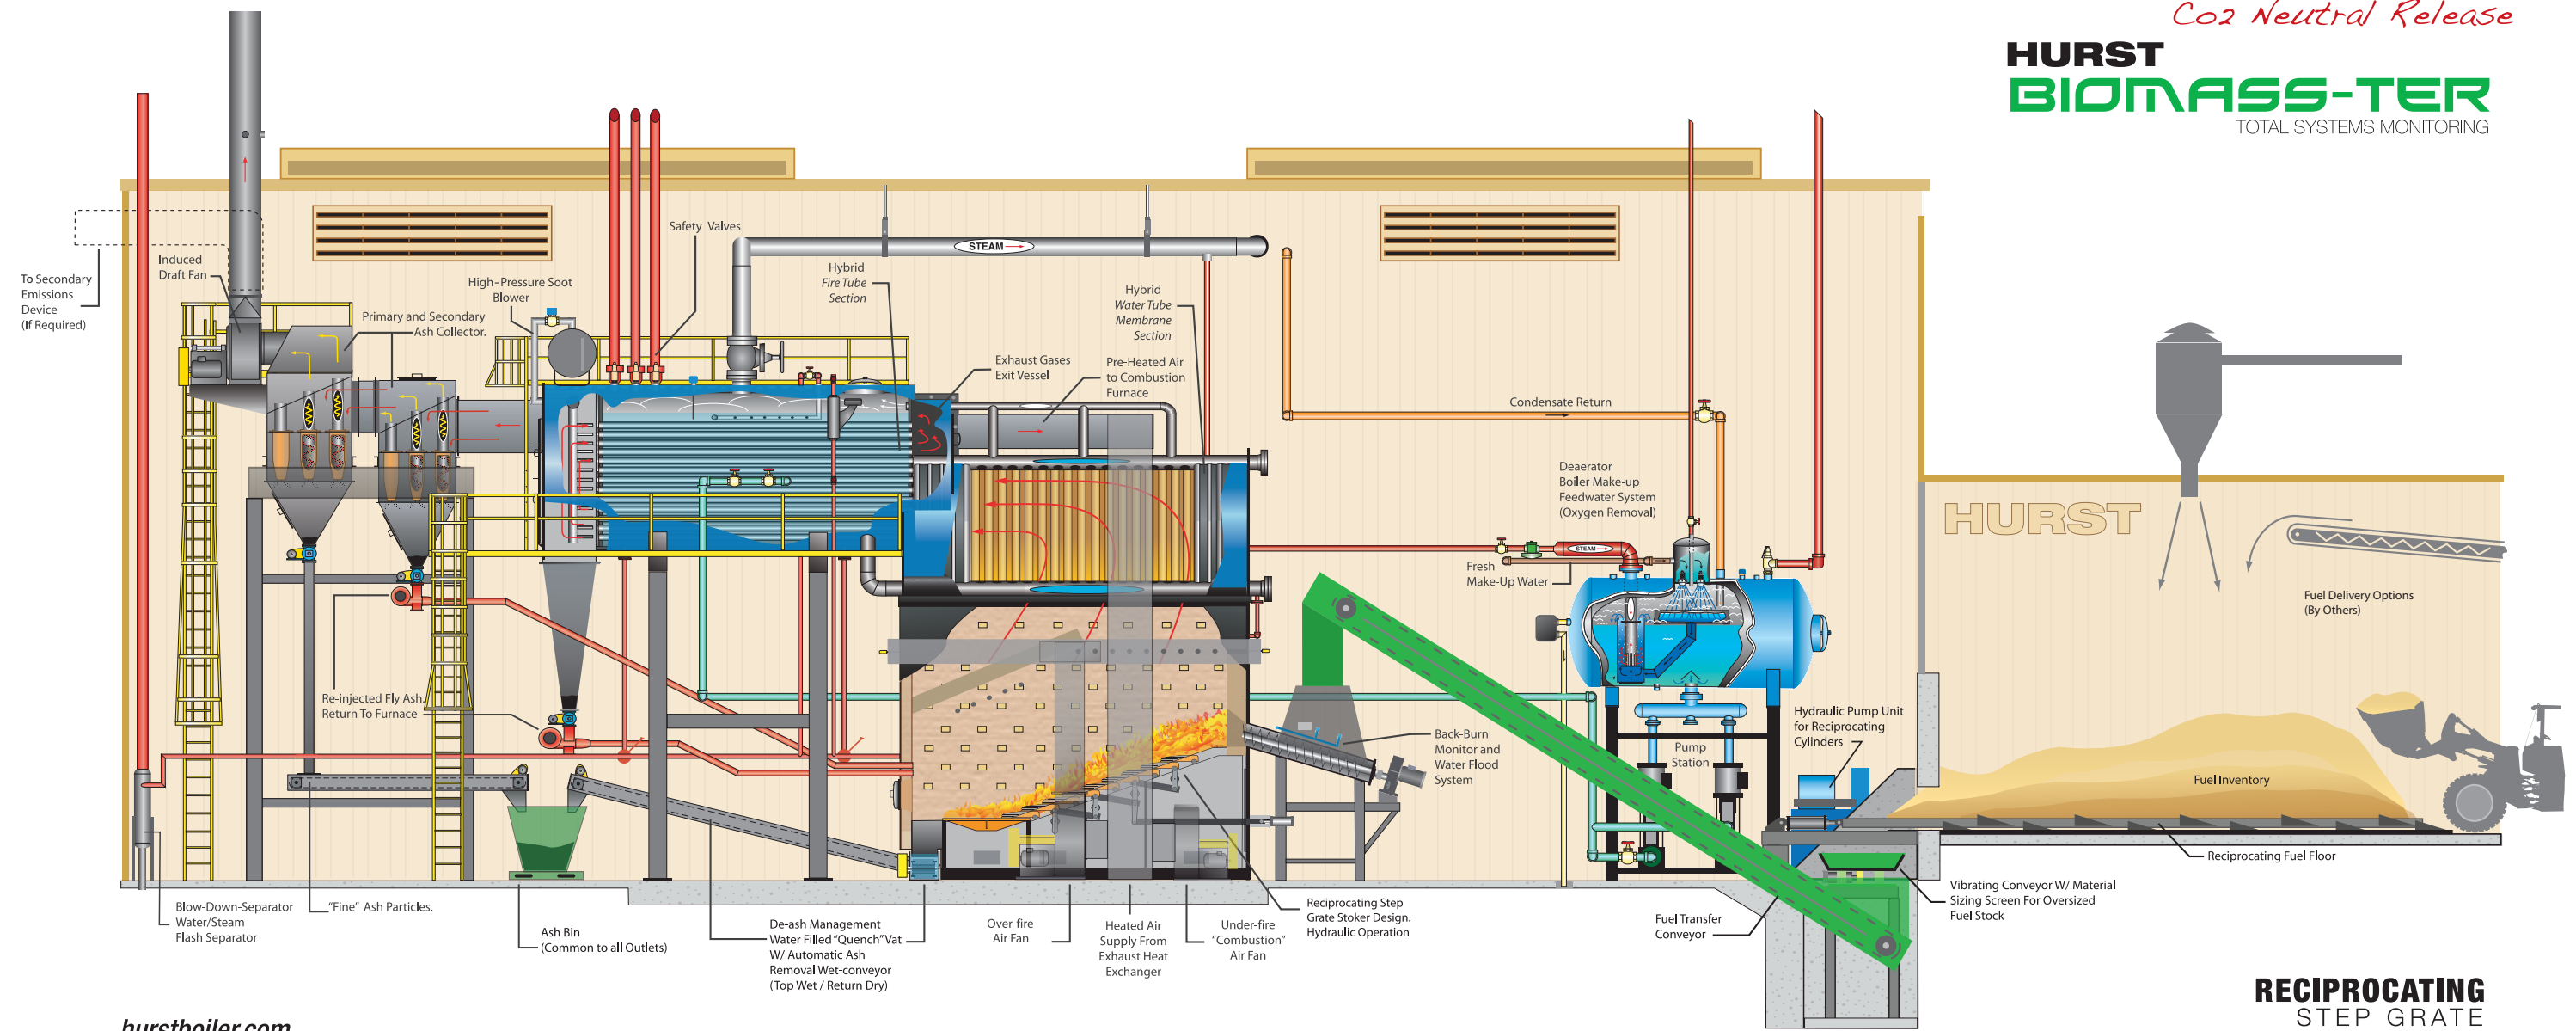 Co2 Neutral Release
HURST
BIOMASS-TER
TOTAL SYSTEMS MONITORING
Safety Valves
STEAM
Induced
Draft Fan
To Secondary
Emissions
Device
(If Required)
High-Pressure Soot
Blower
Hybrid
Fire Tube
Section
Hybrid
Water Tube
Membrane
Section
Primary and Secondary
Ash Collector.
Exhaust Gases
Exit Vessel
Pre-Heated Air
to Combustion
Furnace
Condensate Return
Deaerator
Boiler Make-up
Feedwater System
(Oxygen Removal)
HURST
STEAM
Fresh
Make-Up Water
Fuel Delivery Options
(By Others)
Re-injected Fly Ash.
Return To Furnace
Back-Burn
Monitor and
Water Flood
System
Pump
Station
Hydraulic Pump Unit
for Reciprocating
Cylinders
Fuel Inventory
Reciprocating Fuel Floor
Vibrating Conveyor W/ Material
Sizing Screen For Oversized
Fuel Stock
Blow-Down-Separator
Water/Steam
Flash Separator
"Fine" Ash Particles.
Ash Bin
(Common to all Outlets)
De-ash Management
Water Filled "Quench" Vat
W/ Automatic Ash
Removal Wet-conveyor
(Top Wet / Return Dry)
Over-fire
Air Fan
Heated Air
Supply From
Exhaust Heat
Exchanger
Under-fire
"Combustion"
Air Fan
Reciprocating Step
Grate Stoker Design.
Hydraulic Operation
Fuel Transfer
Conveyor
RECIPROCATING
STEP GRATE
hurstboiler.com